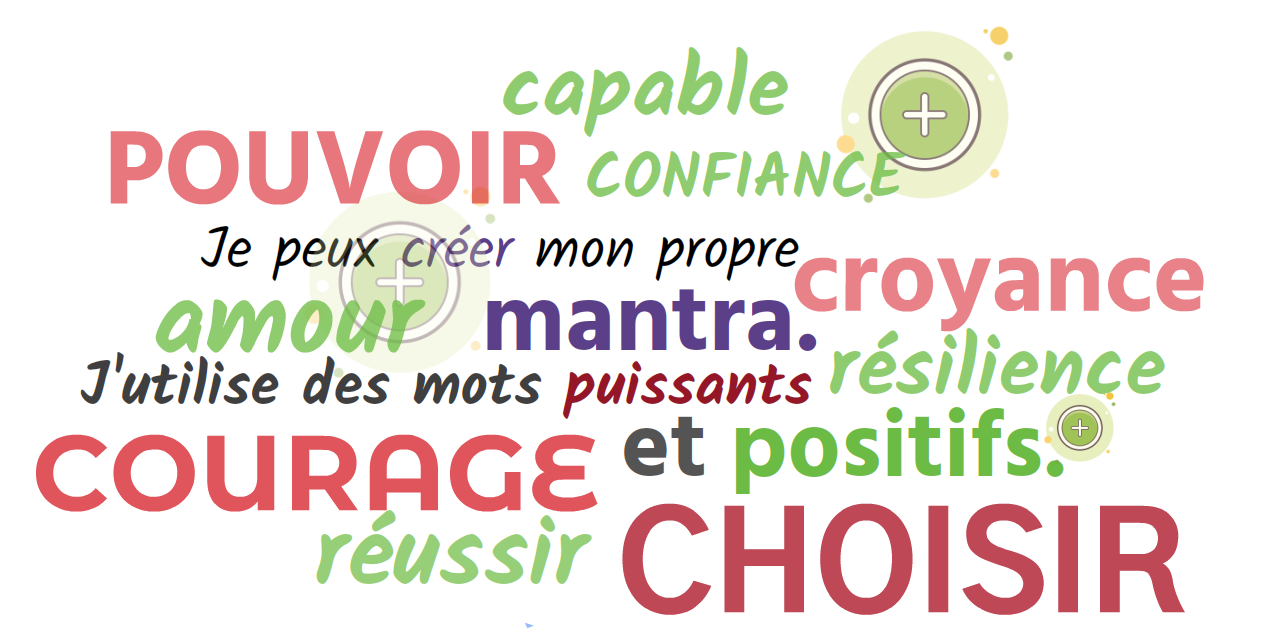 capable
POUVOIR CONFIANCE
Je peux créer mon propre
croyance
amour mantra.
résilience
J'utilise des mots puissants
et positifs.
COURAGE
réussir CHOISIR